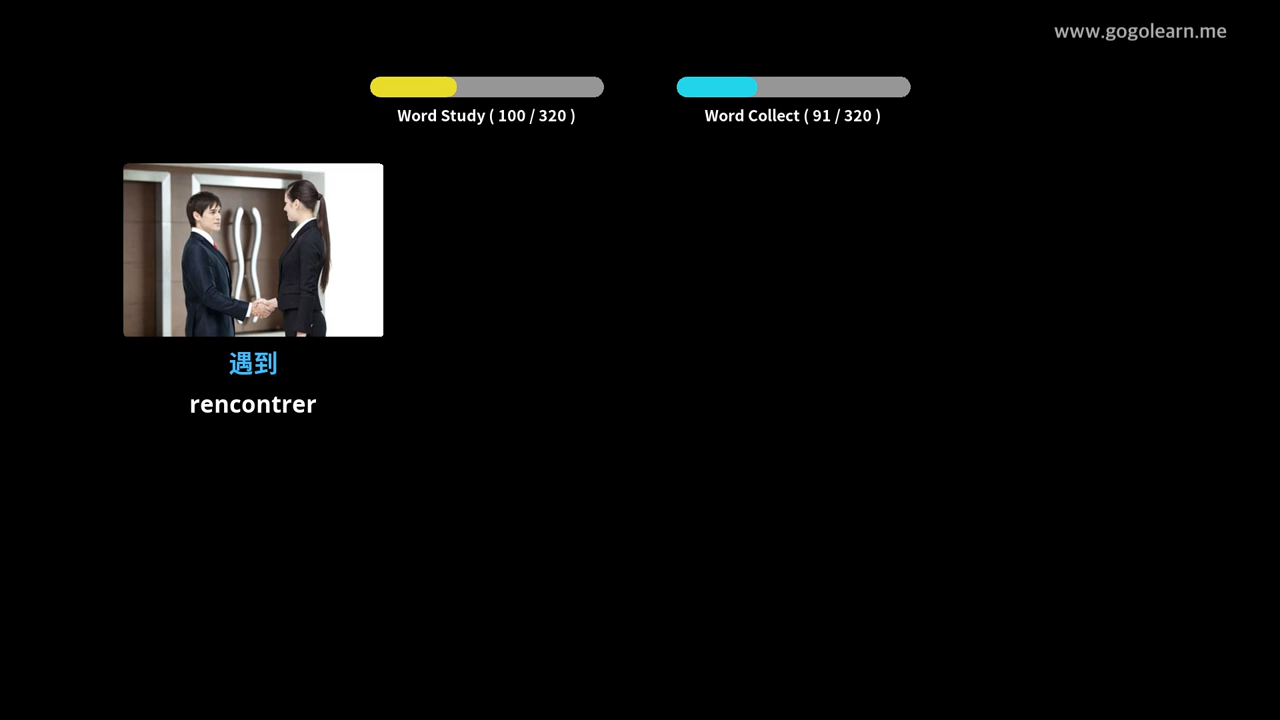 www.gogolearn.me
Word Study ( 100 / 320 )
Word Collect ( 91 / 320 )
遇到
rencontrer